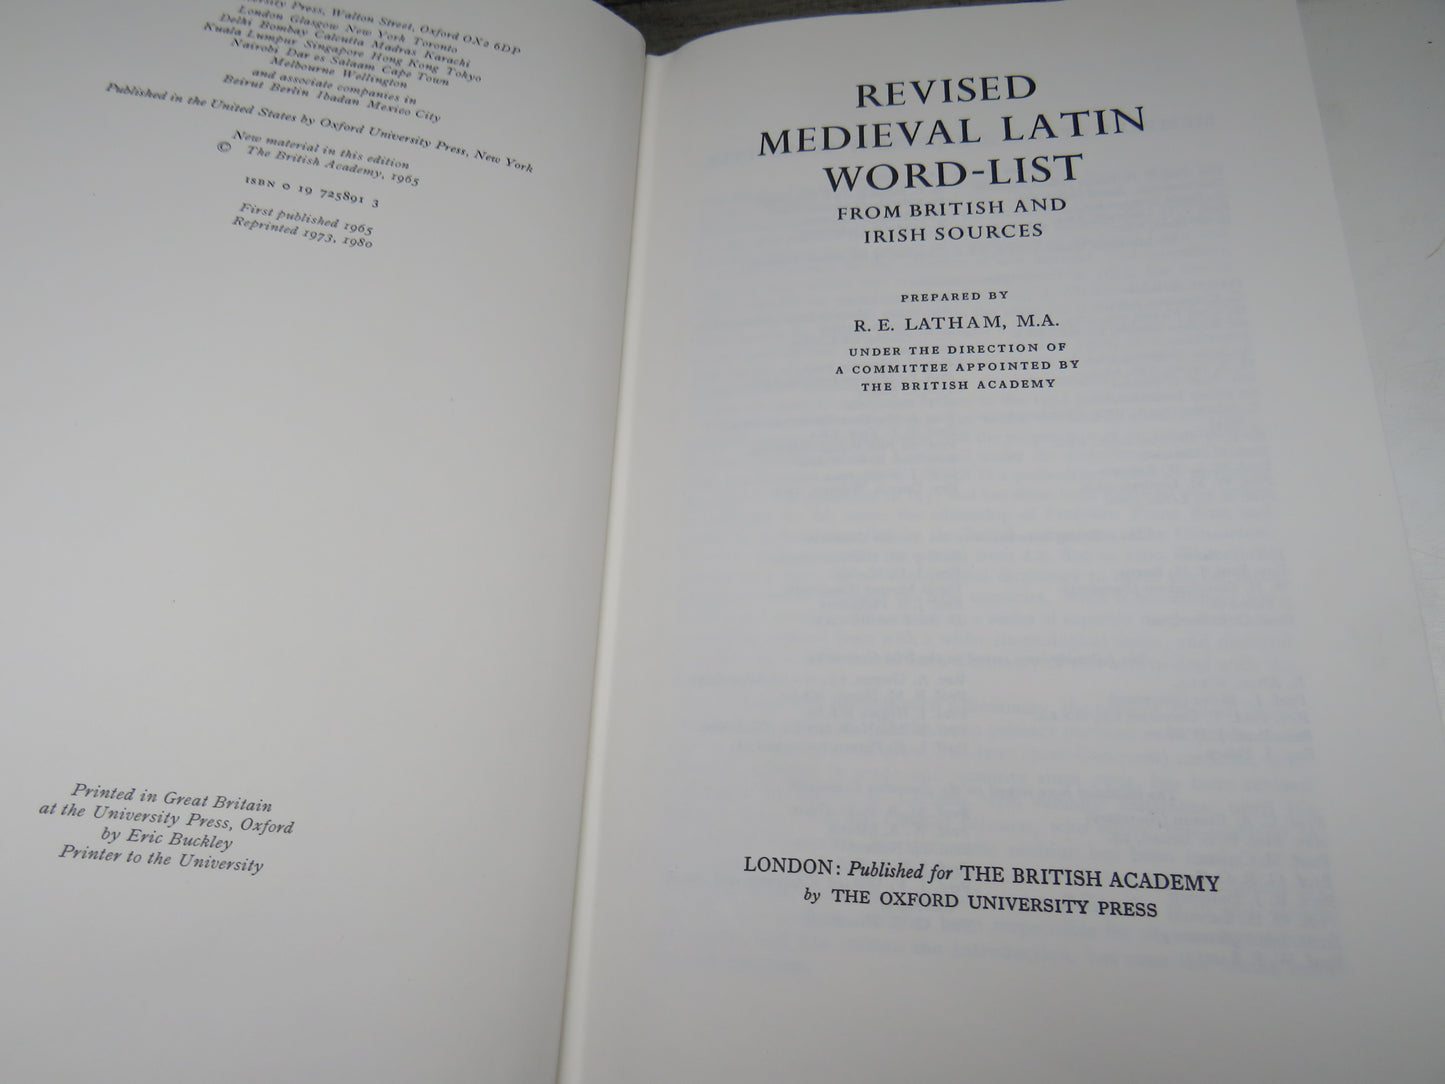 University Press, Walton Street, Oxford OX2 6DP
London Glasgow New York Toronto
Delhi Bombay Calcutta Madras Karachi
Kuala Lumpur Singapore Hong Kong Tokyo
Nairobi Dar es Salaam Cape Town
Melbourne Wellington
and associate companies in
Beirut Berlin Ibadan Mexico City
Published in the United States by Oxford University Press, New York
New material in this edition
© The British Academy, 1965
ISBN 0 19 725891 3
First published 1965
Reprinted 1973, 1980
Printed in Great Britain
at the University Press, Oxford
by Eric Buckley
Printer to the University
REVISED
MEDIEVAL LATIN
WORD-LIST
FROM BRITISH AND
IRISH SOURCES
PREPARED BY
R. E. LATHAM, M.A.
UNDER THE DIRECTION OF
A COMMITTEE APPOINTED BY
THE BRITISH ACADEMY
LONDON: Published for THE BRITISH ACADEMY
by THE OXFORD UNIVERSITY PRESS